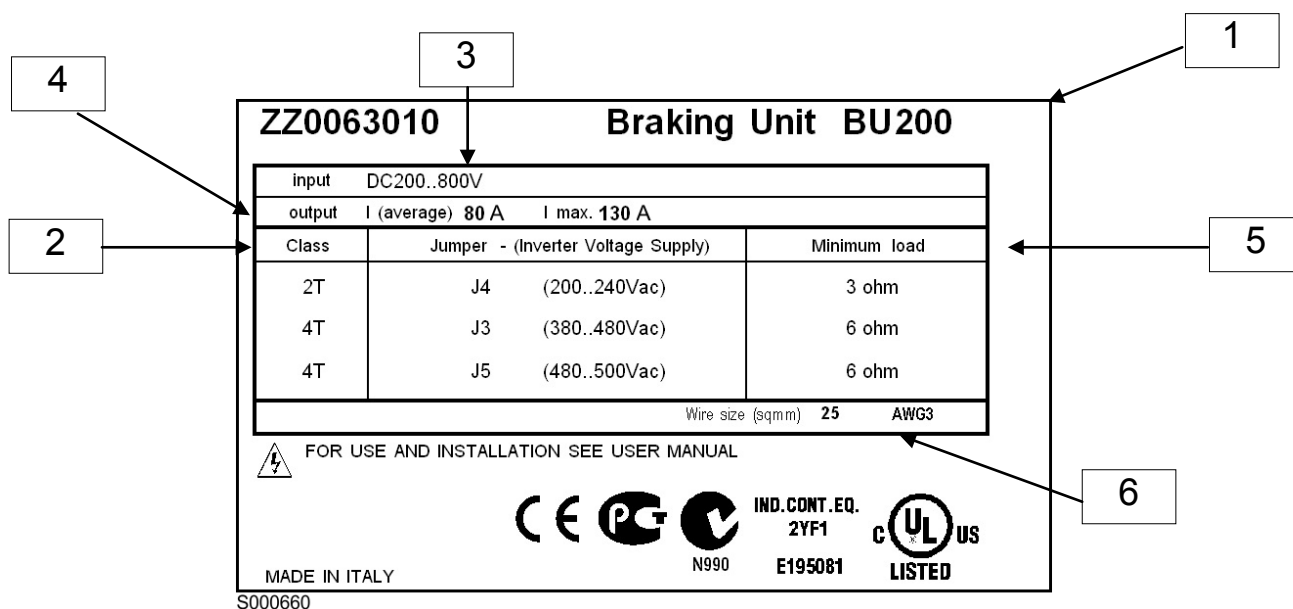 1
3
4
ZZ0063010 Braking Unit BU200
input DC200..800V
output I (average) 80 A I max. 130 A
2
5
Class Jumper - (Inverter Voltage Supply) Minimum load
2T J4 (200..240Vac) 3 ohm
4T J3 (380..480Vac) 6 ohm
4T J5 (480..500Vac) 6 ohm
Wire size (sqmm) 25 AWG3
FOR USE AND INSTALLATION SEE USER MANUAL
6
CE PCT N990
IND.CONT.EQ.
2YF1
E195081
C UL US
LISTED
MADE IN ITALY
S000660